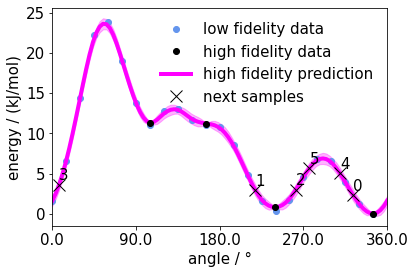 25
20
15
10
5
0
energy / (kJ/mol)
low fidelity data
high fidelity data
high fidelity prediction
next samples
3
1
2
5
4
0
0.0 90.0 180.0 270.0 360.0
angle / °